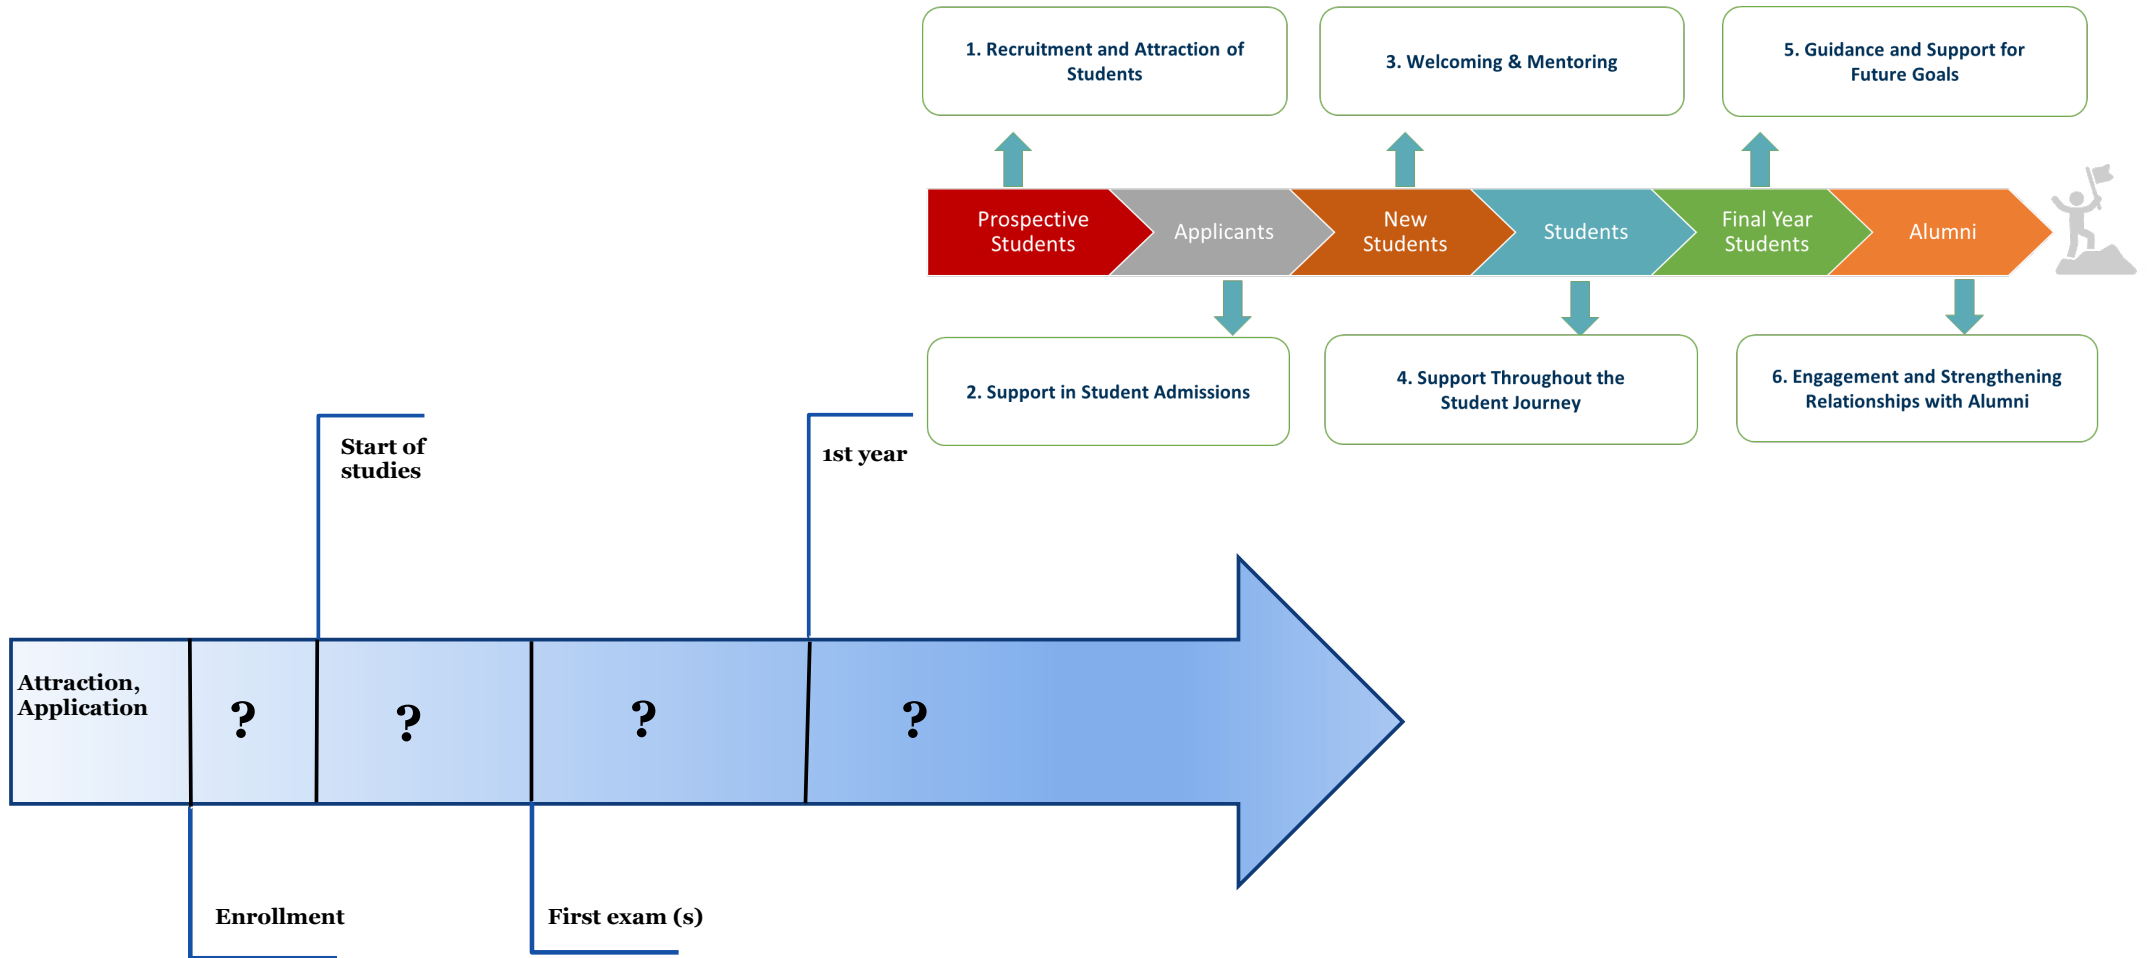 1. Recruitment and Attraction of
Students
3. Welcoming & Mentoring
5. Guidance and Support for
Future Goals
Prospective
Students
Applicants
New
Students
Students
Final Year
Students
Alumni
2. Support in Student Admissions
4. Support Throughout the
Student Journey
6. Engagement and Strengthening
Relationships with Alumni
Start of
studies
1st year
Attraction,
Application
?
?
?
?
Enrollment
First exam (s)